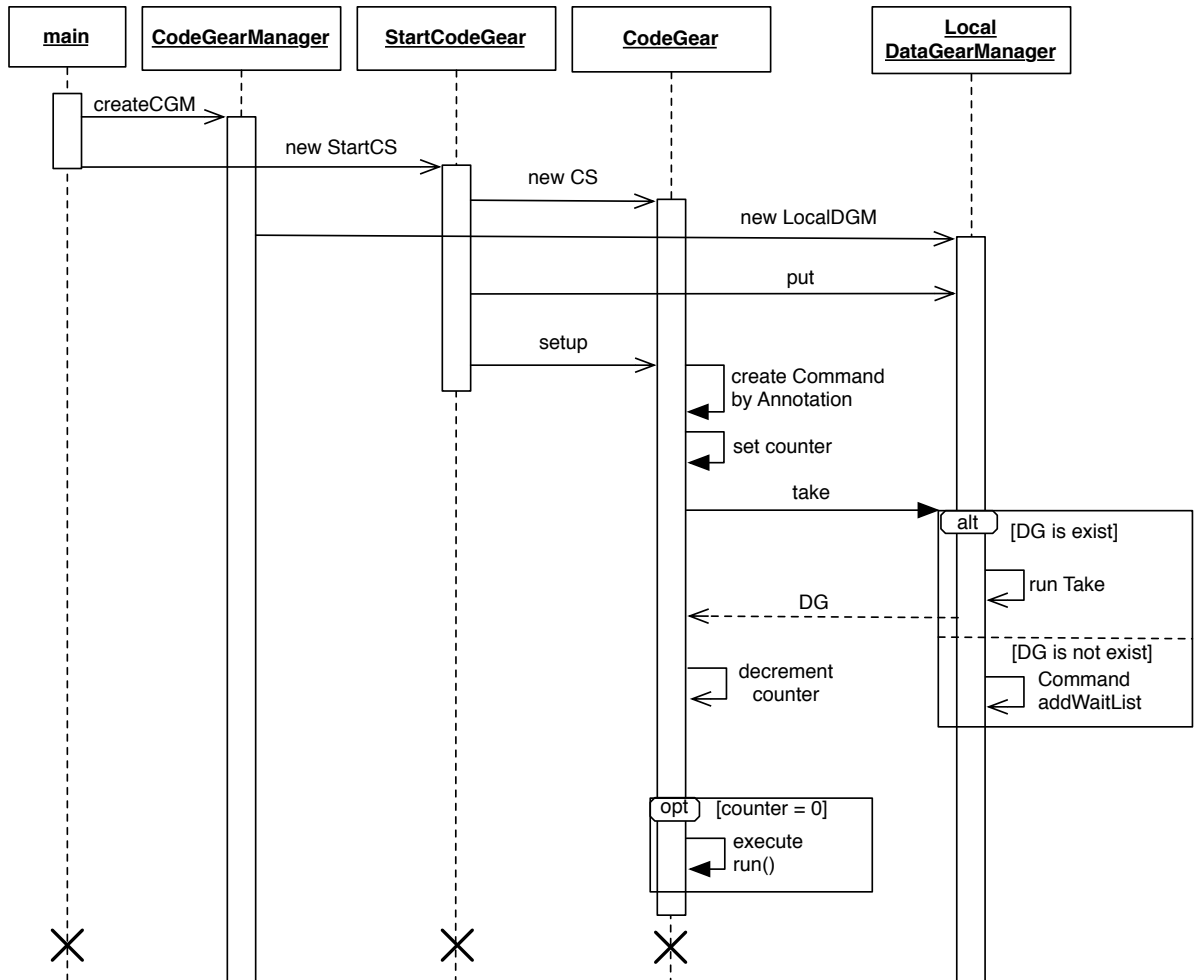 main
CodeGearManager
StartCodeGear
CodeGear
Local
DataGearManager
createCGM
new StartCS
new CS
new LocalDGM
put
setup
create Command
by Annotation
set counter
take
alt
[DG is exist]
run Take
DG
[DG is not exist]
decrement
counter
Command
addWaitList
opt
[counter = 0]
execute
run()